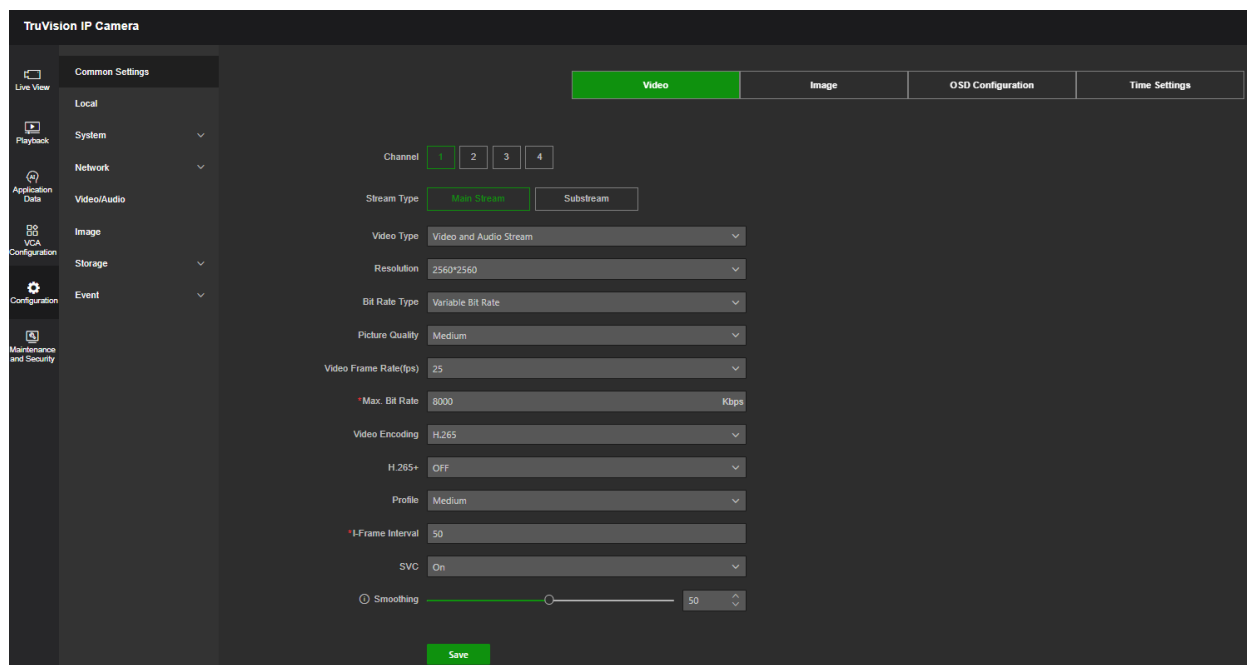 TruVision IP Camera
Live View
Playback
Application
Data
VCA
Configuration
Configuration
Maintenance
and Security
Common Settings
Local
System
Network
Video/Audio
Image
Storage
Event
Video Image OSD Configuration Time Settings
Channel 1 2 3 4
Stream Type Main Stream Substream
Video Type Video and Audio Stream
Resolution 2560*2560
Bit Rate Type Variable Bit Rate
Picture Quality Medium
Video Frame Rate(fps) 25
*Max. Bit Rate 8000 Kbps
Video Encoding H.265
H.265+ OFF
Profile Medium
*I-Frame Interval 50
SVC On
Smoothing 50
Save